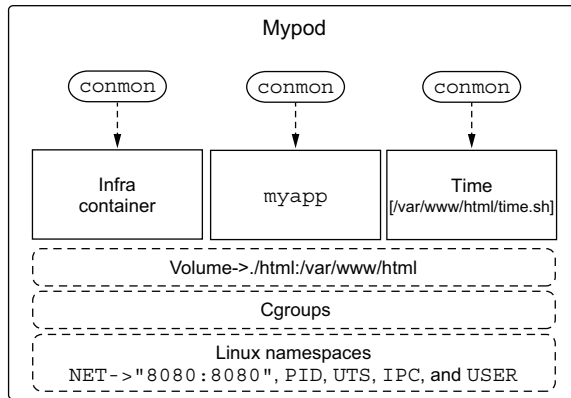 Mypod
conmon
conmon
conmon
Infra
container
myapp
Time
[/var/www/html/time.sh]
Volume->./html:/var/www/html
Cgroups
Linux namespaces
NET->"8080:8080", PID, UTS, IPC, and USER